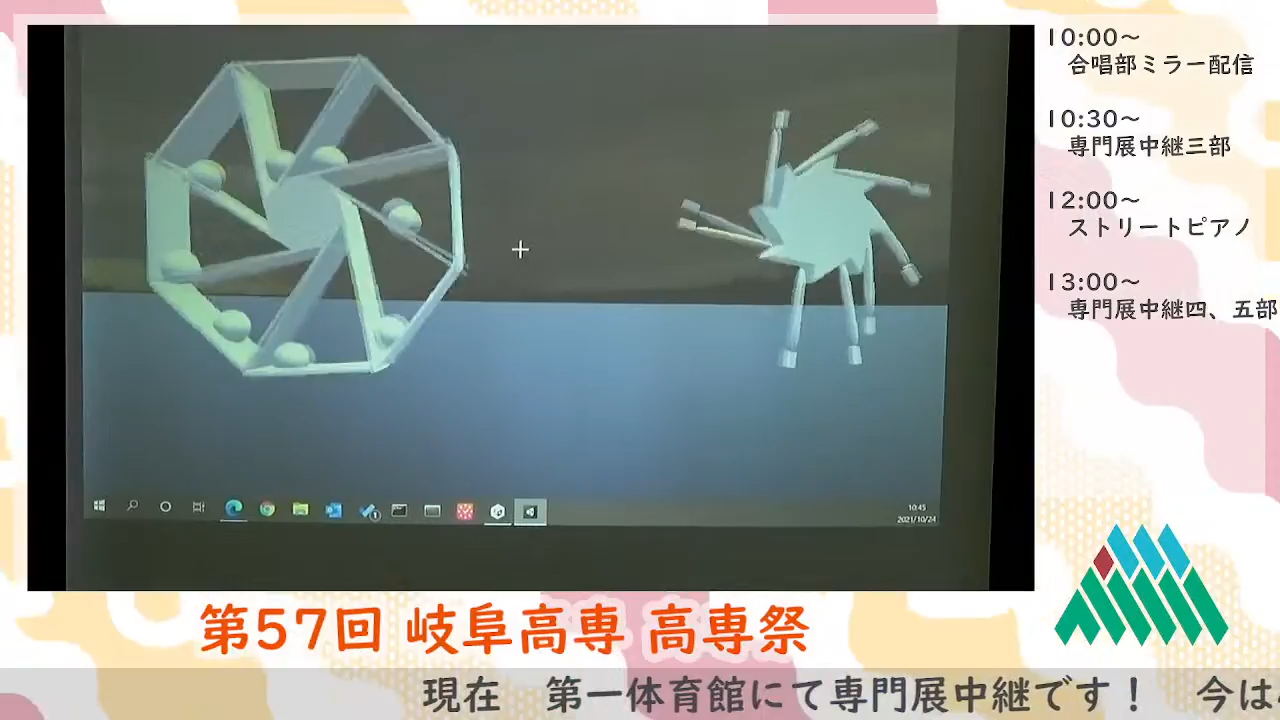 10:00～
合唱部ミラー配信
10:30～
専門展中継三部
12:00～
ストリートピアノ
13:00～
専門展中継四、五部
10:45
2021/10/24
第57回 岐阜高専 高専祭
現在 第一体育館にて専門展中継です！ 今は